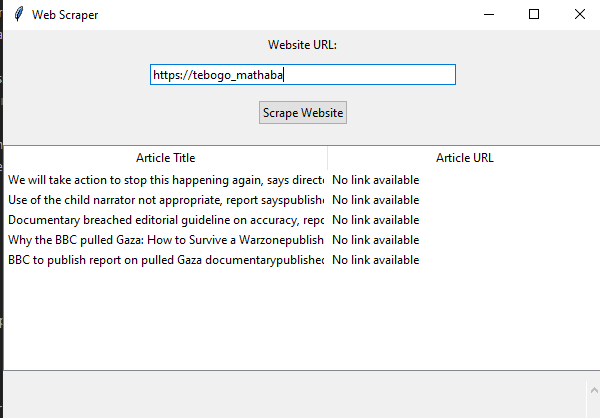 Web Scraper
Website URL:
https://tebogo_mathaba
Scrape Website
Article Title Article URL
We will take action to stop this happening again, says directo No link available
Use of the child narrator not appropriate, report sayspublishe No link available
Documentary breached editorial guideline on accuracy, repo No link available
Why the BBC pulled Gaza: How to Survive a Warzonepublish No link available
BBC to publish report on pulled Gaza documentarypublished No link available